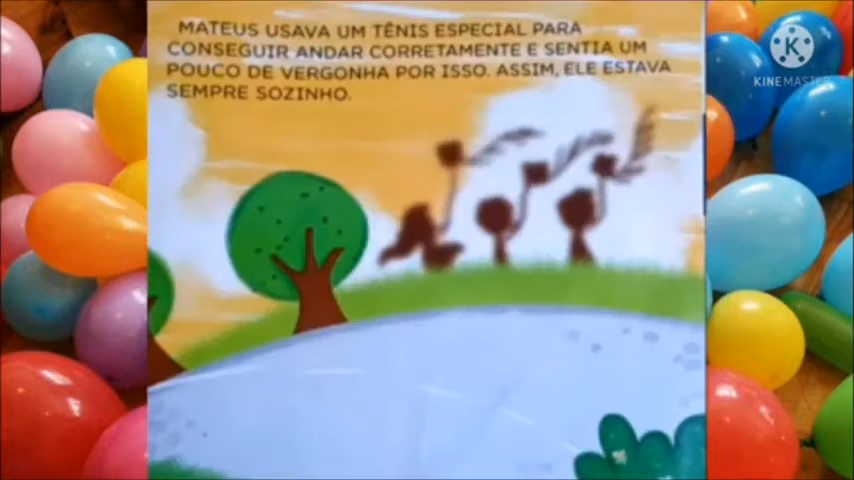 MATEUS USAVA UM TÊNIS ESPECIAL PARA
CONSEGUIR ANDAR CORRETAMENTE E SENTIA UM
POUCO DE VERGONHA POR ISSO. ASSIM, ELE ESTAVA
SEMPRE SOZINHO.
K
KINEMASTER